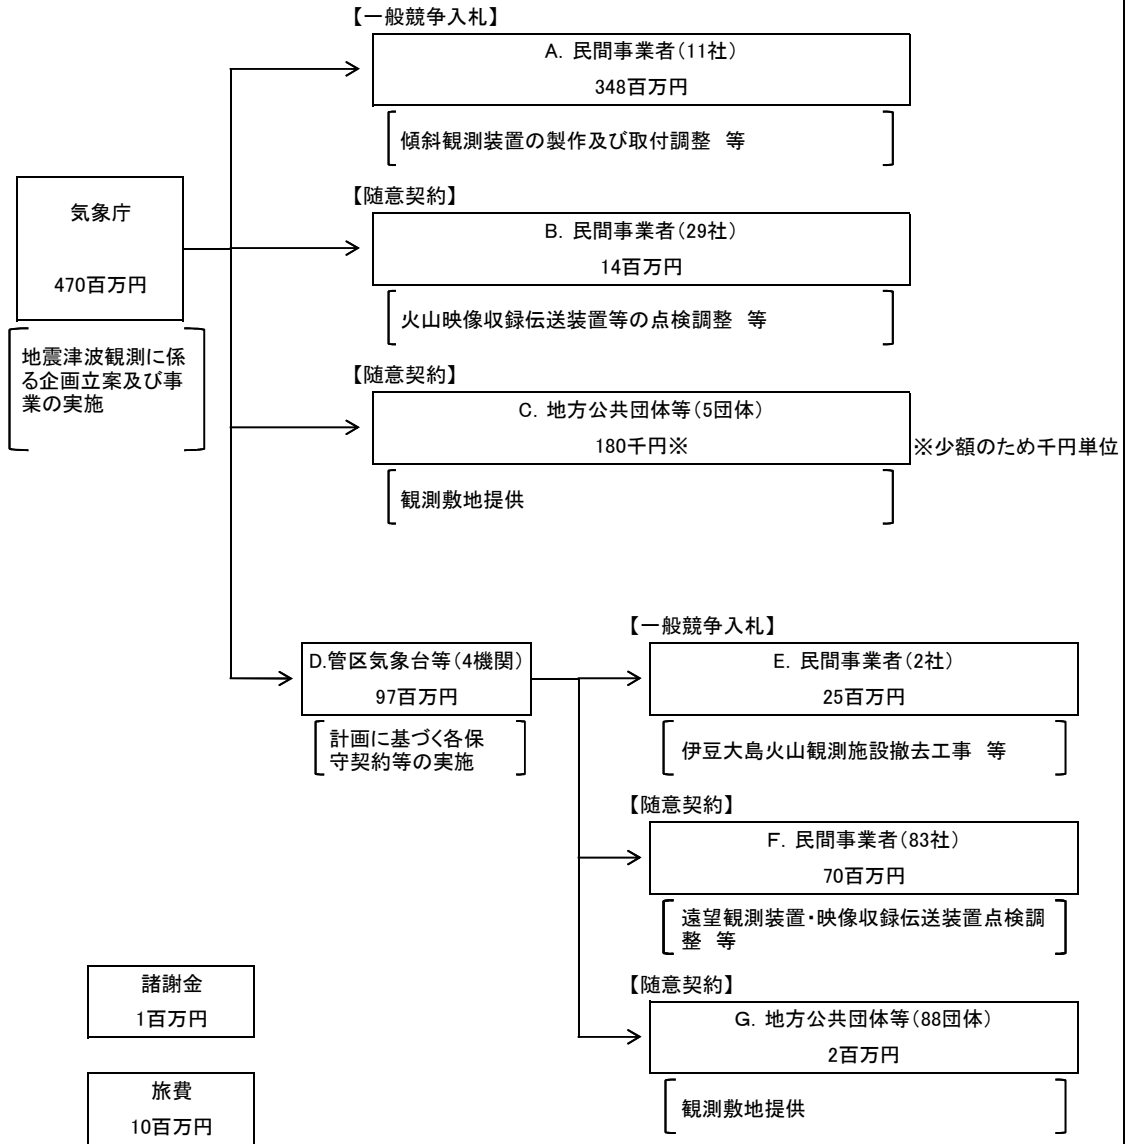 【一般競争入札】
A. 民間事業者(11社)
348百万円
傾斜観測装置の製作及び取付調整 等
気象庁
470百万円
地震津波観測に係
る企画立案及び事
業の実施
【随意契約】
B. 民間事業者(29社)
14百万円
火山映像収録伝送装置等の点検調整 等
【随意契約】
C. 地方公共団体等(5団体)
180千円※
※少額のため千円単位
観測敷地提供
D.管区気象台等(4機関)
97百万円
計画に基づく各保
守契約等の実施
【一般競争入札】
E. 民間事業者(2社)
25百万円
伊豆大島火山観測施設撤去工事 等
【随意契約】
F. 民間事業者(83社)
70百万円
遠望観測装置・映像収録伝送装置点検調
整 等
【随意契約】
G. 地方公共団体等(88団体)
2百万円
観測敷地提供
諸謝金
1百万円
旅費
10百万円